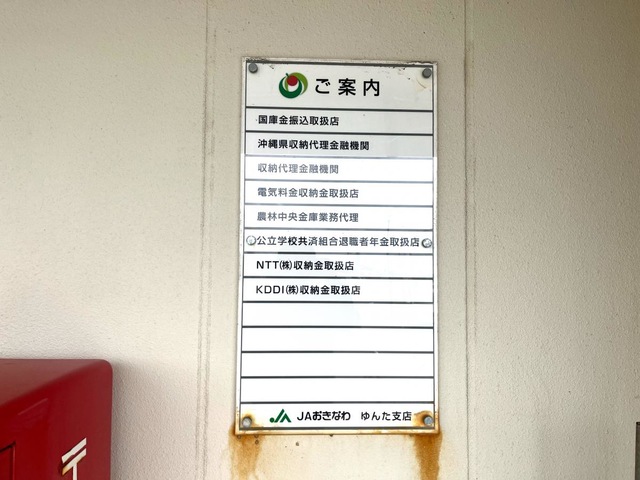 ご案内
国庫金振込取扱店
沖縄県収納代理金融機関
収納代理金融機関
電気料金収納金取扱店
農林中央金庫業務代理
公立学校共済組合退職者年金取扱店
NTT㈱収納金取扱店
KDDI㈱収納金取扱店
JA JAおきなわ ゆんた支店
〒